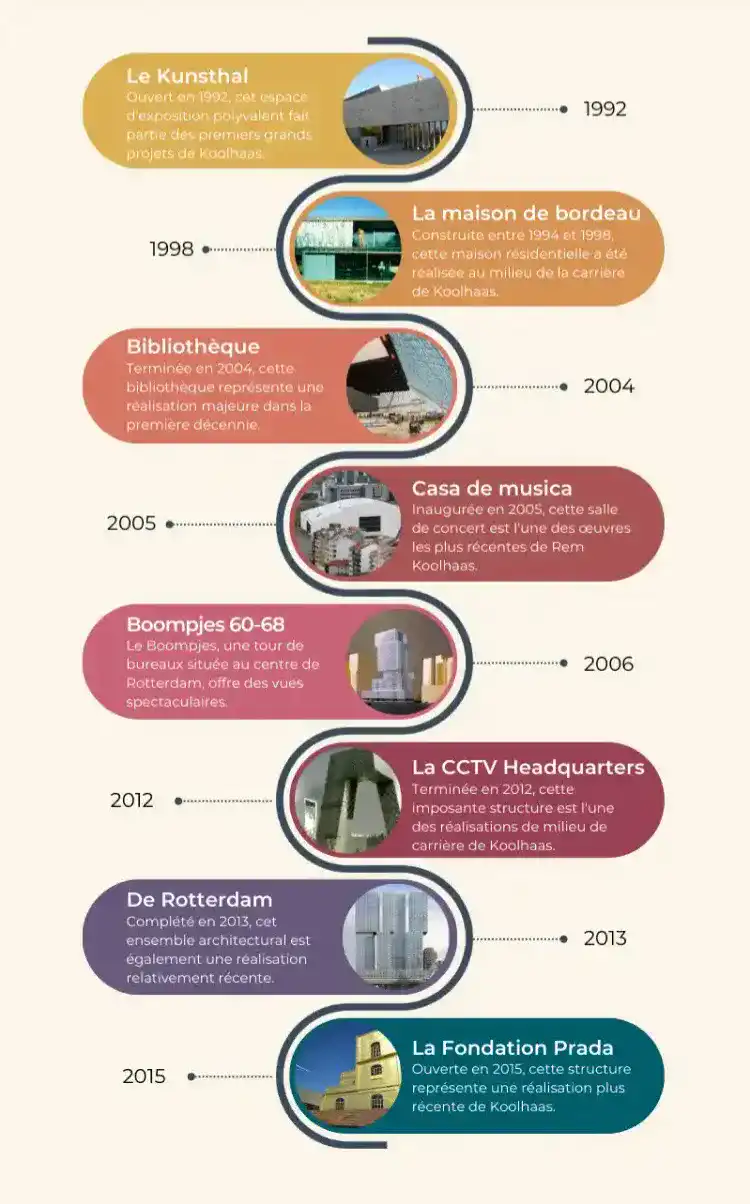 Le Kunsthal
Ouvert en 1992, cet espace
d'exposition polyvalent fait
partie des premiers grands
projets de Koolhaas.
1992
La maison de bordeau
Construite entre 1994 et 1998,
cette maison résidentielle a été
réalisée au milieu de la carrière
de Koolhaas.
1998
Bibliothèque
Terminée en 2004, cette
bibliothèque représente une
réalisation majeure dans la
première décennie.
2004
Casa de musica
Inaugurée en 2005, cette salle
de concert est l'une des œuvres
les plus récentes de Rem
Koolhaas.
2005
Boompjes 60-68
Le Boompjes, une tour de
bureaux située au centre de
Rotterdam, offre des vues
spectaculaires.
2006
La CCTV Headquarters
Terminée en 2012, cette
imposante structure est l'une
des réalisations de milieu de
carrière de Koolhaas.
2012
De Rotterdam
Complété en 2013, cet
ensemble architectural est
également une réalisation
relativement récente.
2013
La Fondation Prada
Ouverte en 2015, cette structure
représente une réalisation plus
récente de Koolhaas.
2015